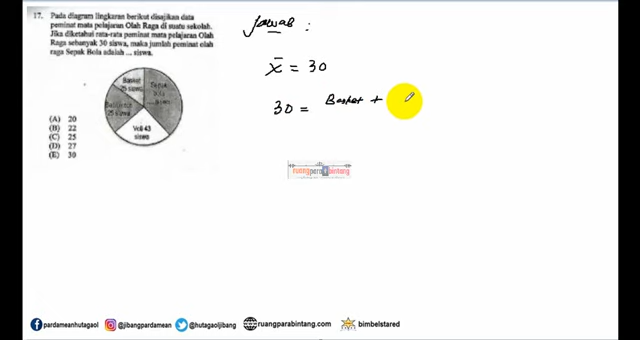 17. Pada diagram lingkaran berikut disajikan data
peminat mata pelajaran Olah Raga di suatu sekolah.
Jika diketahui rata-rata peminat mata pelajaran Olah
Raga sebanyak 30 siswa, maka jumlah peminat olah
raga Sepak Bola adalah ... siswa.
Basket
25 siswa
25 siswa
Voli 43
siswa
(A) 20
(B) 22
(C) 25
(D) 27
(E) 30
Jawab :
x̄ = 30
30 = Basket +
ruangparabintang
pardameanhutagaol
@jibangpardamean
@hutagaoljibang
ruangparabintang.com
bimbelstared